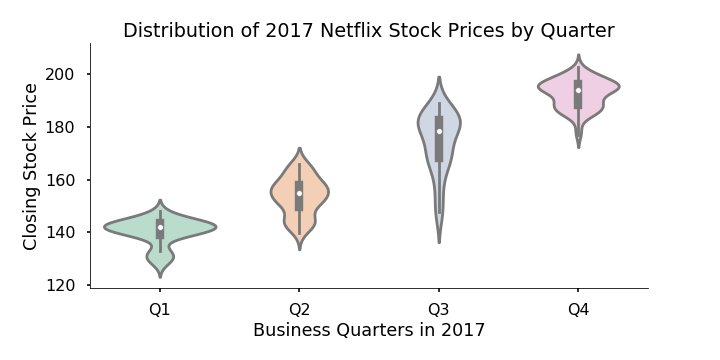 Distribution of 2017 Netflix Stock Prices by Quarter
Closing Stock Price
200
180
160
140
120
Q1 Q2 Q3 Q4
Business Quarters in 2017